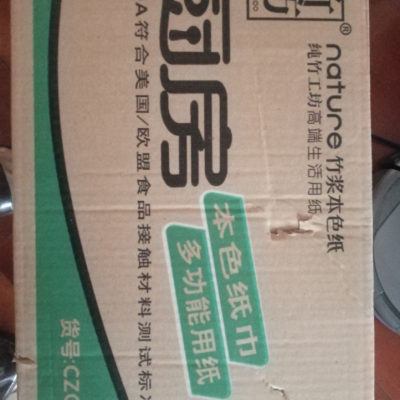 nature 竹浆本色纸
纯竹工坊高端生活用纸
厨房
A符合美国/欧盟食品接触材料测试标
本色纸巾
多功能用纸
货号:CZ